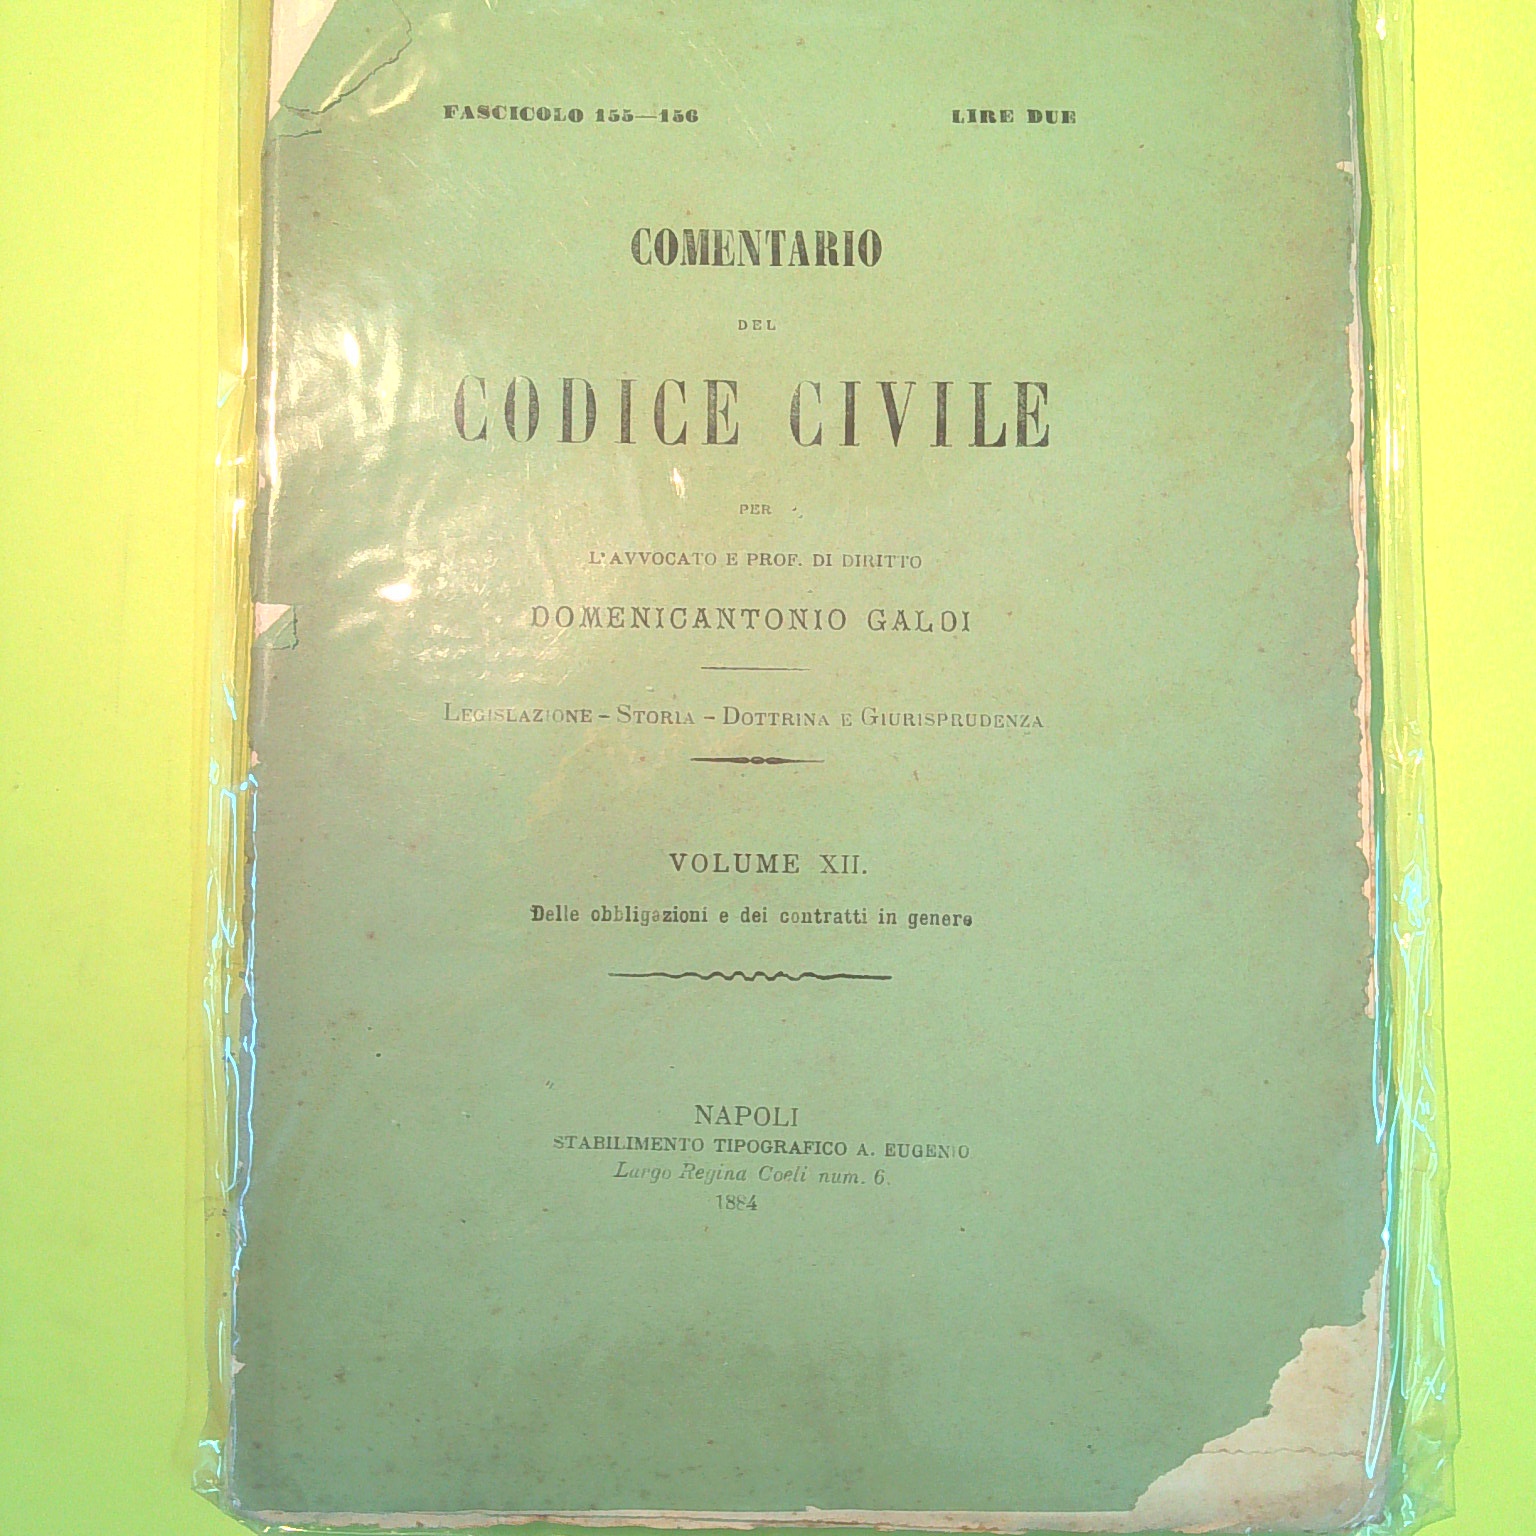 FASCICOLO 155—156
LIRE DUE
COMENTARIO
DEL
CODICE CIVILE
PER
L'AVVOCATO E PROF. DI DIRITTO
DOMENICANTONIO GALDI
LEGISLAZIONE – STORIA – DOTTRINA E GIURISPRUDENZA
VOLUME XII.
Delle obbligazioni e dei contratti in genere
NAPOLI
STABILIMENTO TIPOGRAFICO A. EUGENIO
Largo Regina Coeli num. 6.
1884